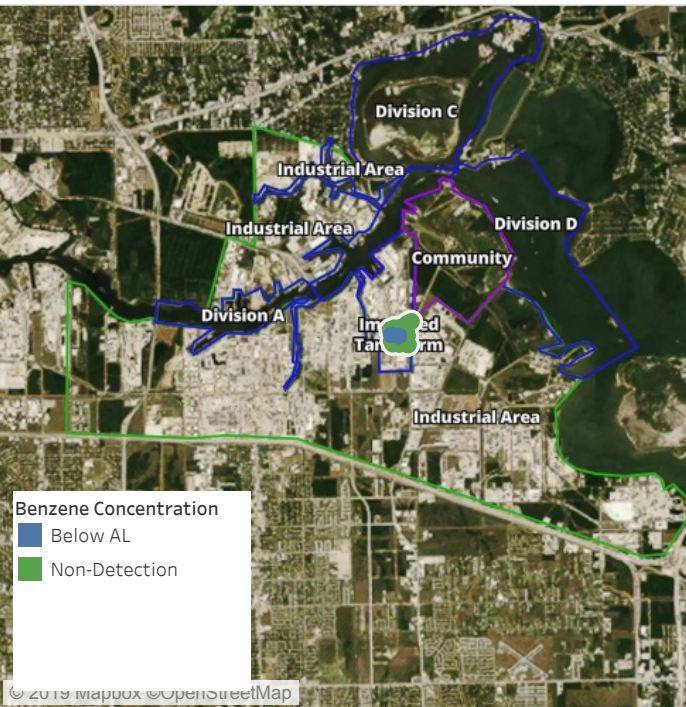 Division C
Industrial Area
Division D
Industrial Area
Community
Division A
Industrial Area
Benzene Concentration
Below AL
Non-Detection
© 2019 Mapbox ©OpenStreetMap